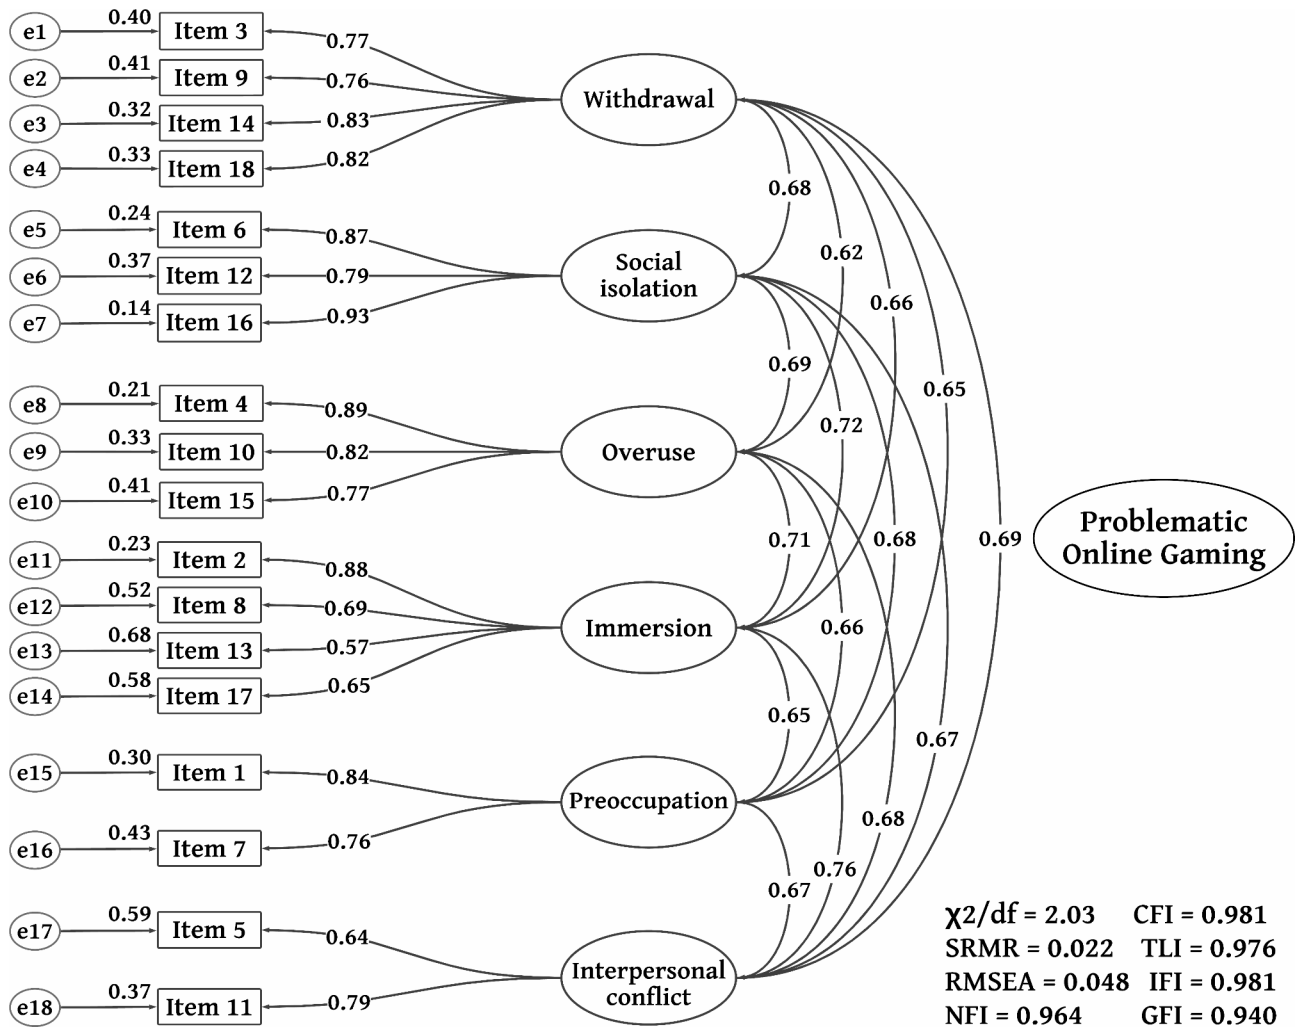 e1 0.40 Item 3 0.77
e2 0.41 Item 9 0.76
e3 0.32 Item 14 0.83
e4 0.33 Item 18 0.82
Withdrawal
e5 0.24 Item 6 0.87
e6 0.37 Item 12 0.79
e7 0.14 Item 16 0.93
Social
isolation
e8 0.21 Item 4 0.89
e9 0.33 Item 10 0.82
e10 0.41 Item 15 0.77
Overuse
e11 0.23 Item 2 0.88
e12 0.52 Item 8 0.69
e13 0.68 Item 13 0.57
e14 0.58 Item 17 0.65
Immersion
e15 0.30 Item 1 0.84
e16 0.43 Item 7 0.76
Preoccupation
e17 0.59 Item 5 0.64
e18 0.37 Item 11 0.79
Interpersonal
conflict
0.68
0.62
0.66
0.69
0.65
0.72
0.71
0.68
0.69
0.66
0.65
0.67
0.68
0.76
0.67
Problematic
Online Gaming
χ2/df = 2.03 CFI = 0.981
SRMR = 0.022 TLI = 0.976
RMSEA = 0.048 IFI = 0.981
NFI = 0.964 GFI = 0.940